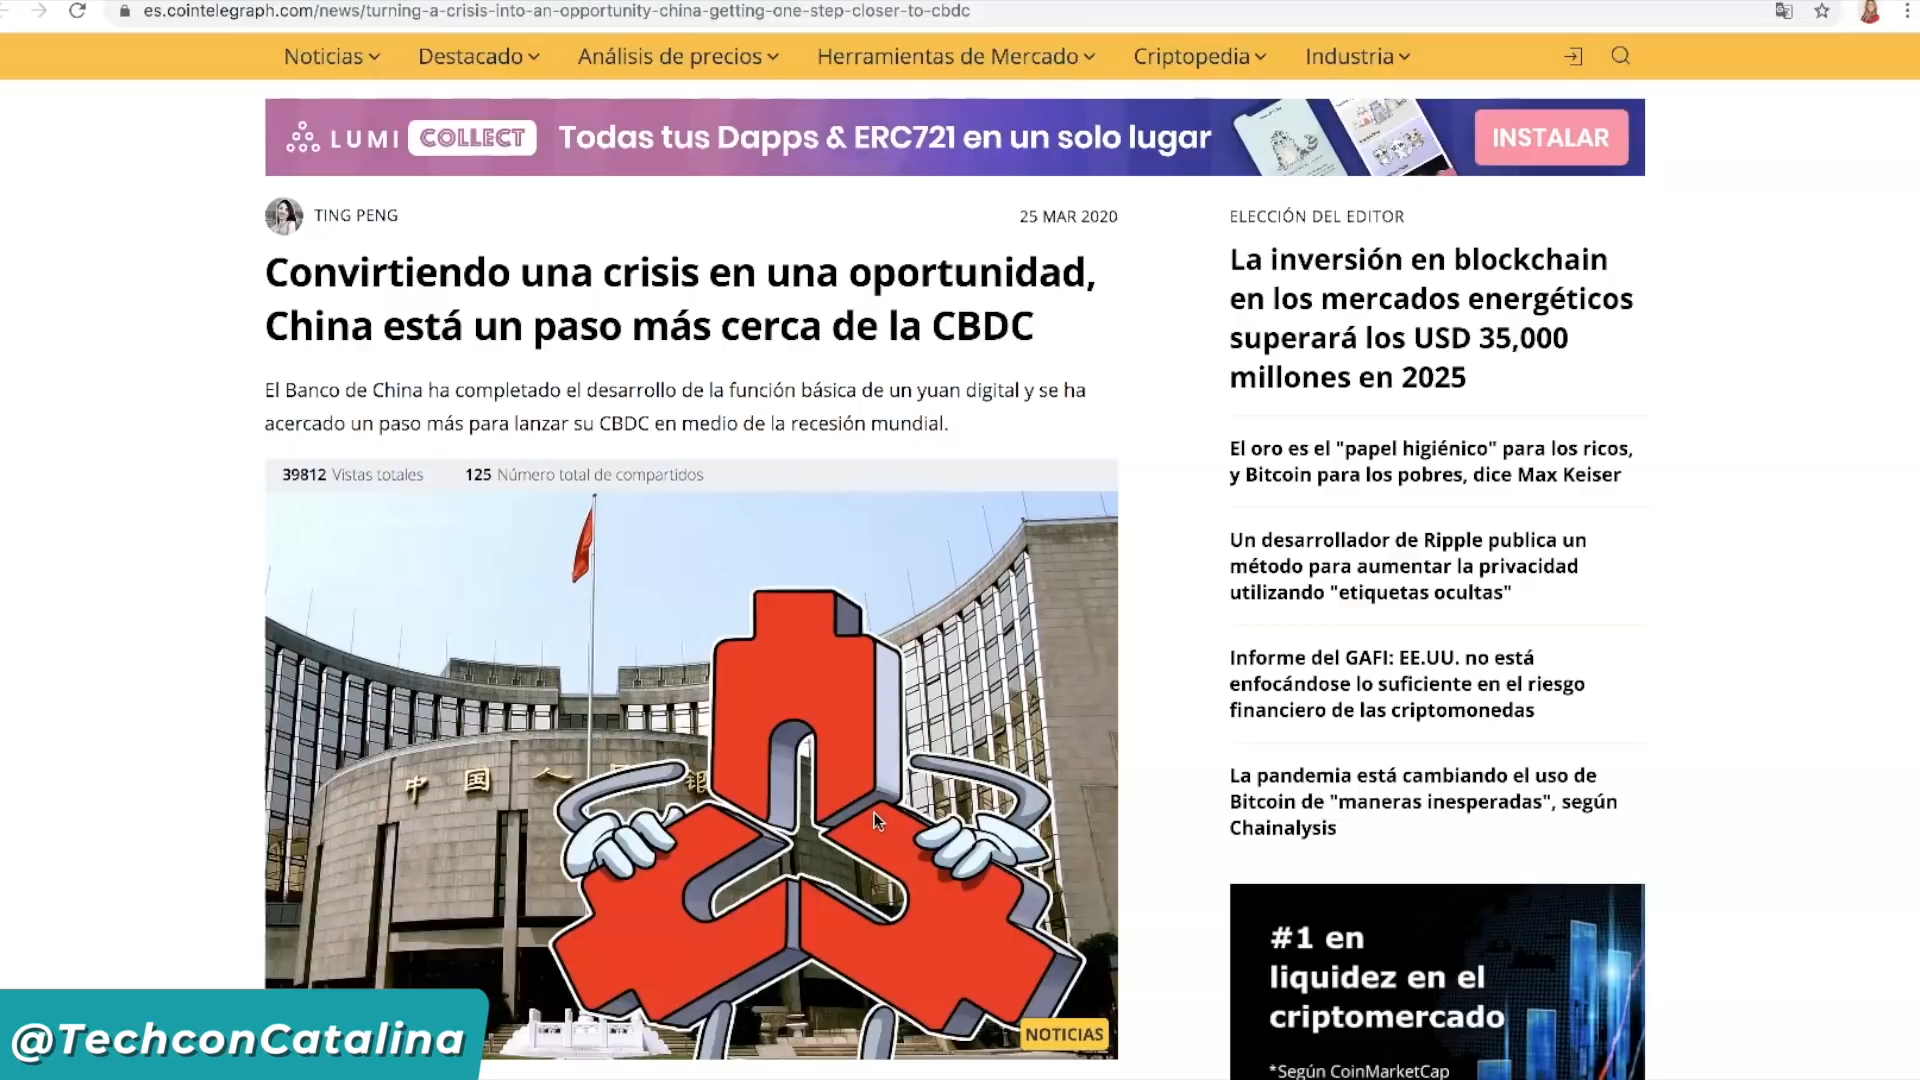 es.cointelegraph.com/news/turning-a-crisis-into-an-opportunity-china-getting-one-step-closer-to-cbdc
Noticias Destacado Análisis de precios Herramientas de Mercado Criptopedia Industria
LUMI COLLECT Todas tus Dapps & ERC721 en un solo lugar INSTALAR
TING PENG
25 MAR 2020
Convirtiendo una crisis en una oportunidad,
China está un paso más cerca de la CBDC
El Banco de China ha completado el desarrollo de la función básica de un yuan digital y se ha
acercado un paso más para lanzar su CBDC en medio de la recesión mundial.
39812 Vistas totales 125 Número total de compartidos
中国人 银
NOTICIAS
ELECCIÓN DEL EDITOR
La inversión en blockchain
en los mercados energéticos
superará los USD 35,000
millones en 2025
El oro es el "papel higiénico" para los ricos,
y Bitcoin para los pobres, dice Max Keiser
Un desarrollador de Ripple publica un
método para aumentar la privacidad
utilizando "etiquetas ocultas"
Informe del GAFI: EE.UU. no está
enfocándose lo suficiente en el riesgo
financiero de las criptomonedas
La pandemia está cambiando el uso de
Bitcoin de "maneras inesperadas", según
Chainalysis
#1 en
liquidez en el
criptomercado
*Según CoinMarketCap
@TechconCatalina